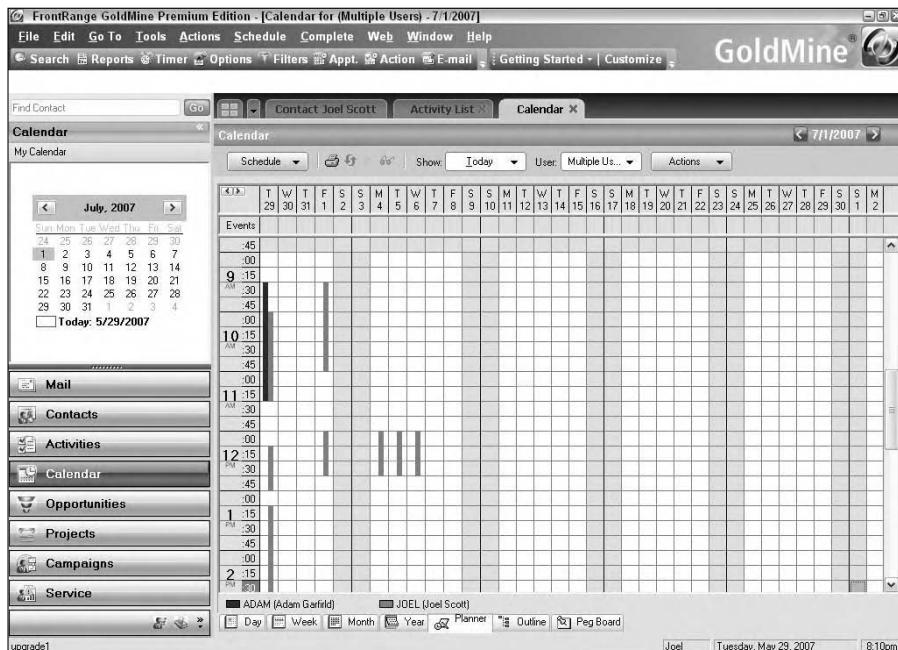 FrontRange GoldMine Premium Edition - [Calendar for (Multiple Users) - 7/1/2007]
File Edit Go To Tools Actions Schedule Complete Web Window Help
Search Reports Timer Options Filters Appt. Action E-mail Getting Started Customize
GoldMine®
Find Contact Go
Contact Joel Scott Activity List Calendar
Calendar
My Calendar
Calendar 7/1/2007
Schedule Show: Today User: Multiple Us... Actions
July, 2007
Sun Mon Tue Wed Thu Fri Sat
24 25 26 27 28 29 30
1 2 3 4 5 6 7
8 9 10 11 12 13 14
15 16 17 18 19 20 21
22 23 24 25 26 27 28
29 30 31 1 2 3 4
Today: 5/29/2007
Mail
Contacts
Activities
Calendar
Opportunities
Projects
Campaigns
Service
T W T F S S M T W T F S S M T W T F S S M T W T F S S M T W T F S S M
29 30 31 1 2 3 4 5 6 7 8 9 10 11 12 13 14 15 16 17 18 19 20 21 22 23 24 25 26 27 28 29 30 1 2
Events
:45
:00
9 AM :15
:30
:45
:00
10 AM :15
:30
:45
:00
11 AM :15
:30
:45
:00
12 PM :15
:30
:45
:00
1 PM :15
:30
:45
:00
2 PM :15
:30
ADAM (Adam Garfild) JOEL (Joel Scott)
Day Week Month Year Planner Outline Peg Board
upgrade1 Joel Tuesday, May 29, 2007 8:10pm